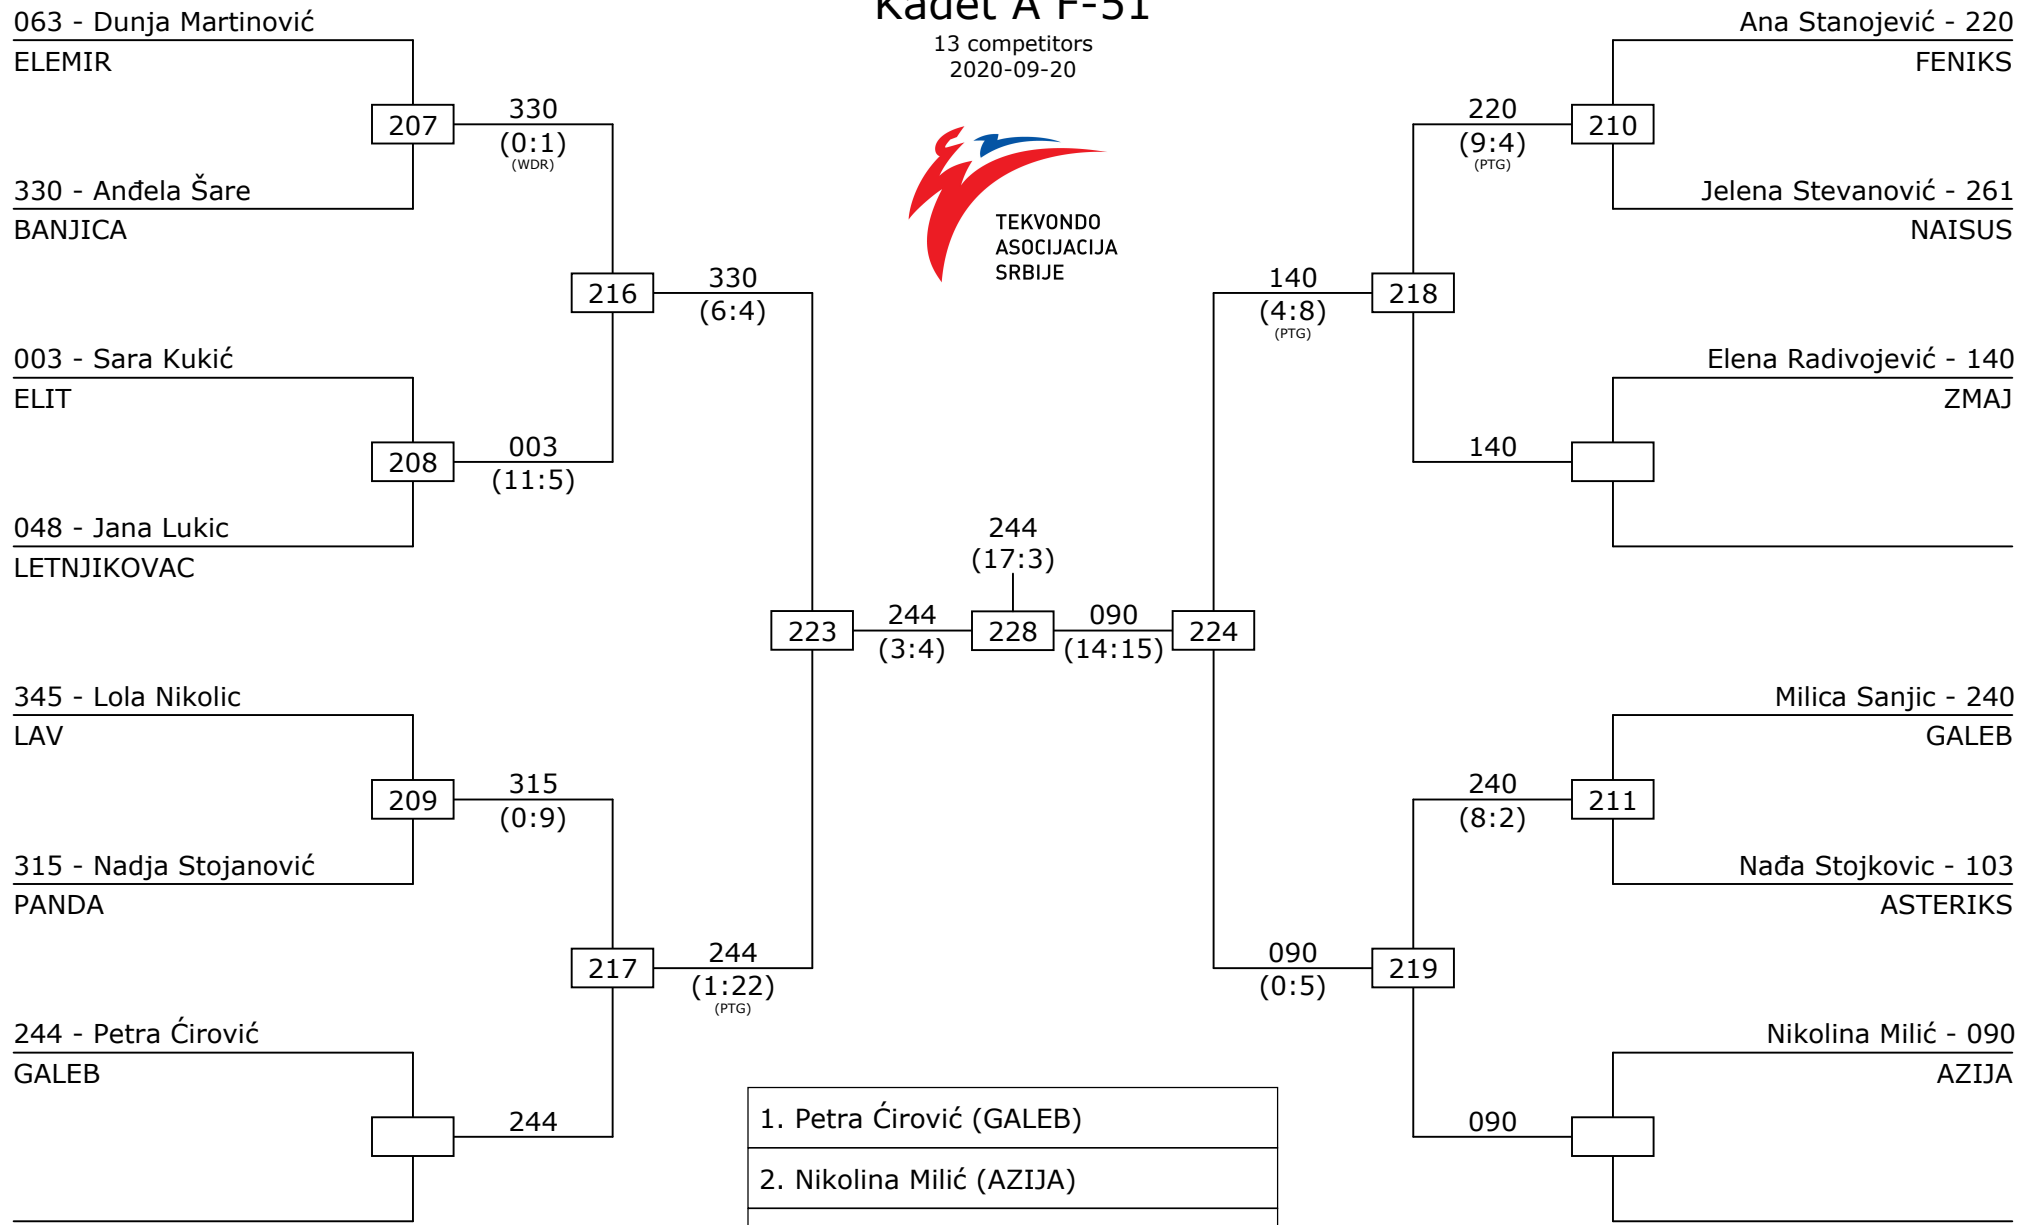 Kadet A F-51
13 competitors
2020-09-20
TEKVONDO
ASOCIJACIJA
SRBIJE
063 - Dunja Martinović
ELEMIR
207
330
(0:1)
(WDR)
330 - Anđela Šare
BANJICA
216
330
(6:4)
003 - Sara Kukić
ELIT
208
003
(11:5)
048 - Jana Lukic
LETNJIKOVAC
223
244
(3:4)
345 - Lola Nikolic
LAV
209
315
(0:9)
315 - Nadja Stojanović
PANDA
217
244
(1:22)
(PTG)
244 - Petra Ćirović
GALEB
244
244
(17:3)
228
Ana Stanojević - 220
FENIKS
220
(9:4)
(PTG)
210
Jelena Stevanović - 261
NAISUS
140
(4:8)
(PTG)
218
Elena Radivojević - 140
ZMAJ
140
090
(14:15)
224
Milica Sanjic - 240
GALEB
240
(8:2)
211
Nađa Stojkovic - 103
ASTERIKS
090
(0:5)
219
Nikolina Milić - 090
AZIJA
090
1. Petra Ćirović (GALEB)
2. Nikolina Milić (AZIJA)